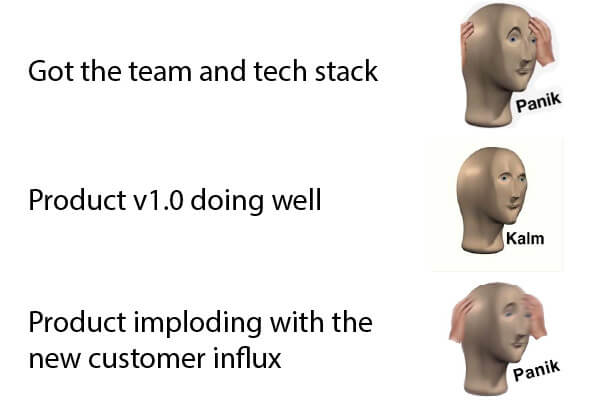 Got the team and tech stack
Panik
Product v1.0 doing well
Kalm
Product imploding with the
new customer influx
Panik